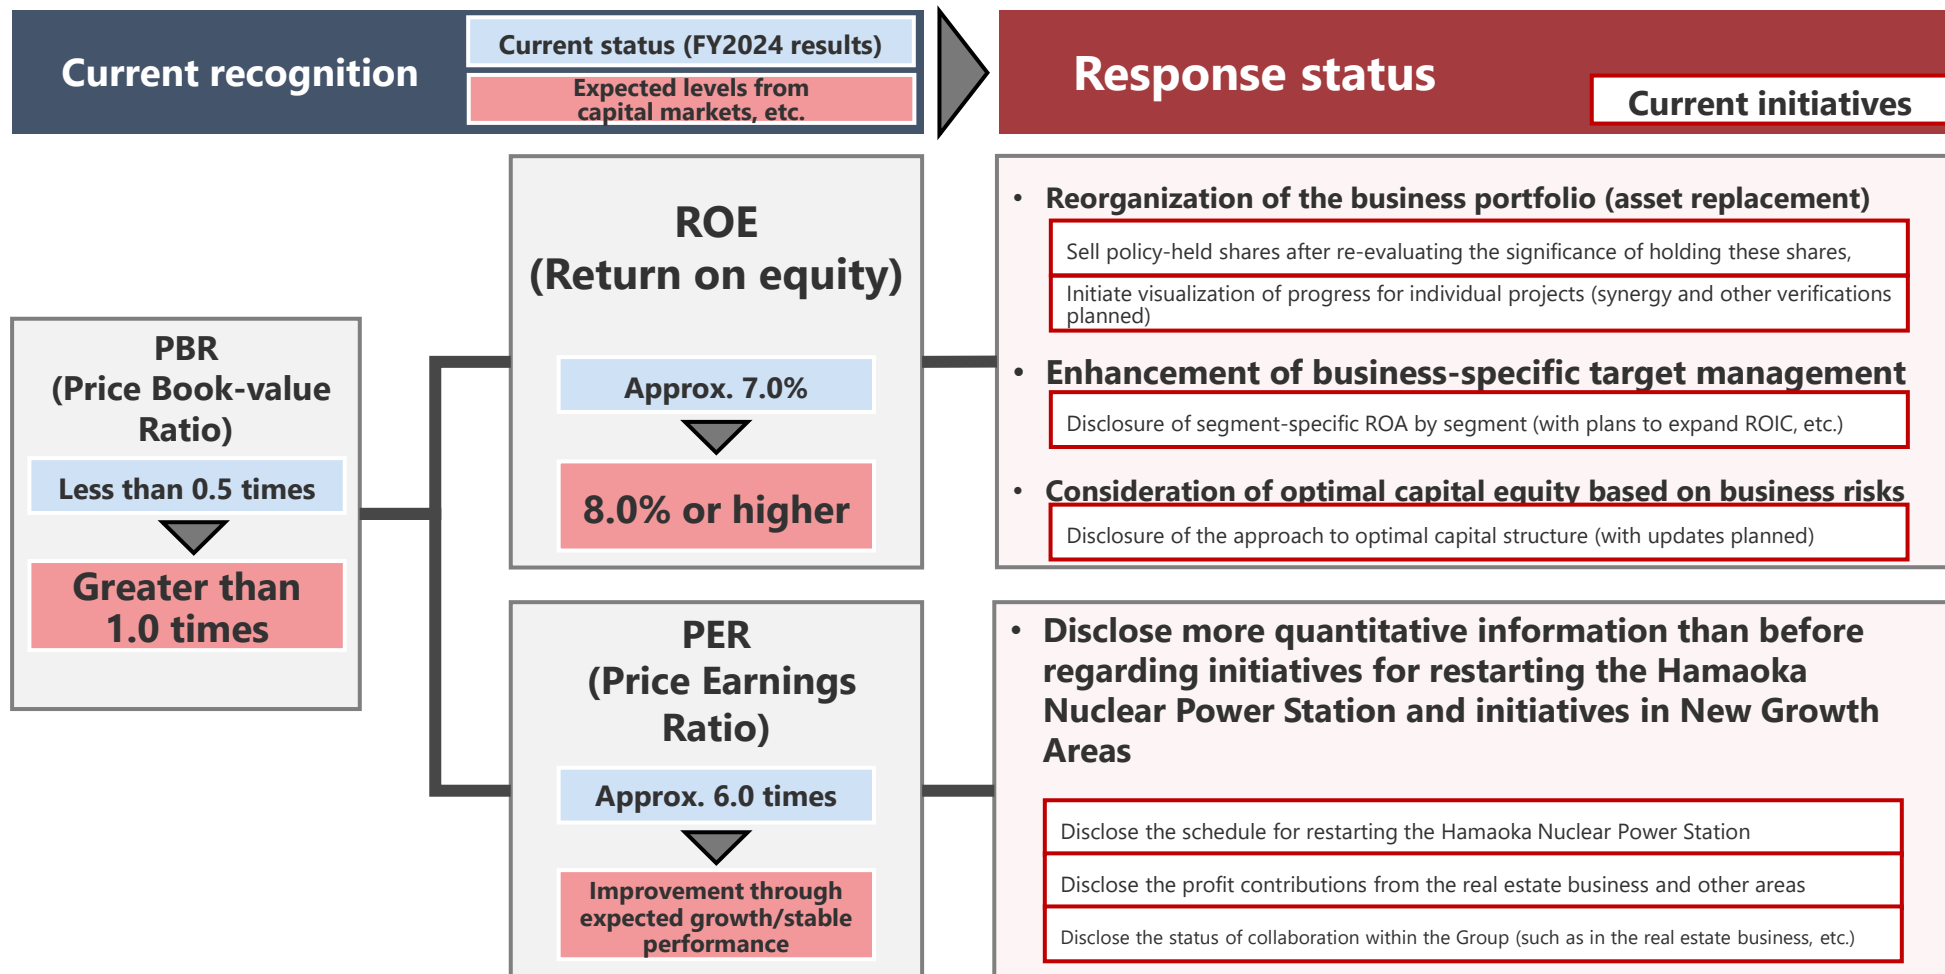 Current recognition
Current status (FY2024 results)
Expected levels from
capital markets, etc.
Response status
Current initiatives
PBR
(Price Book-value
Ratio)
Less than 0.5 times
Greater than
1.0 times
ROE
(Return on equity)
Approx. 7.0%
8.0% or higher
• Reorganization of the business portfolio (asset replacement)
Sell policy-held shares after re-evaluating the significance of holding these shares,
Initiate visualization of progress for individual projects (synergy and other verifications
planned)
• Enhancement of business-specific target management
Disclosure of segment-specific ROA by segment (with plans to expand ROIC, etc.)
• Consideration of optimal capital equity based on business risks
Disclosure of the approach to optimal capital structure (with updates planned)
PER
(Price Earnings
Ratio)
Approx. 6.0 times
Improvement through
expected growth/stable
performance
• Disclose more quantitative information than before
regarding initiatives for restarting the Hamaoka
Nuclear Power Station and initiatives in New Growth
Areas
Disclose the schedule for restarting the Hamaoka Nuclear Power Station
Disclose the profit contributions from the real estate business and other areas
Disclose the status of collaboration within the Group (such as in the real estate business, etc.)